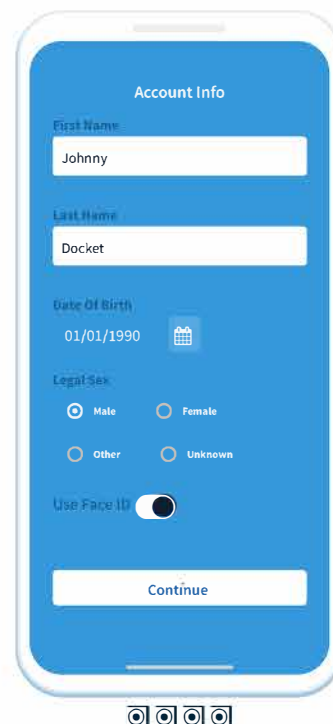 Account Info
First Name
Johnny
Last Name
Docket
Date Of Birth
01/01/1990
Legal Sex
Male Female
Other Unknown
Use Face ID
Continue